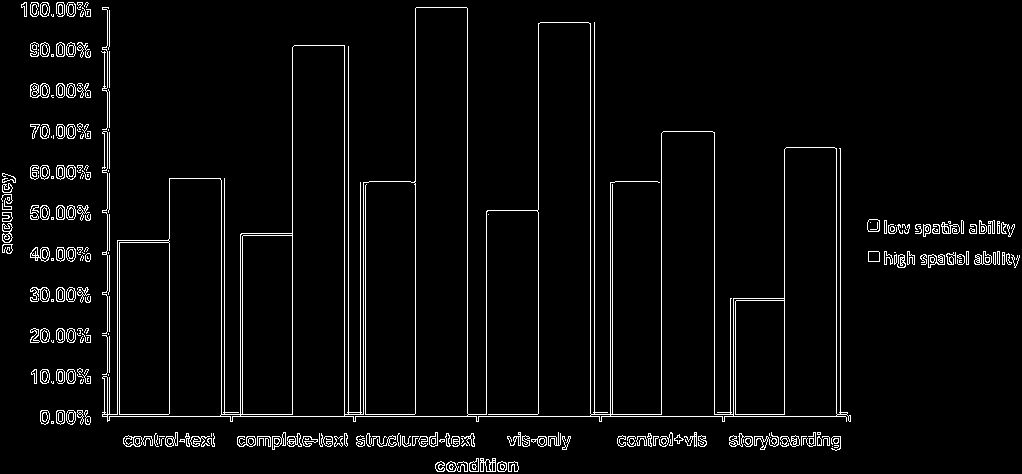 100.00%
90.00%
80.00%
70.00%
60.00%
50.00%
40.00%
30.00%
20.00%
10.00%
0.00%
accuracy
control-text complete-text structured-text vis-only control+vis storyboarding
condition
low spatial ability
high spatial ability